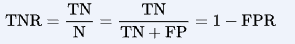 TNR = TN/N = TN/(TN + FP) = 1 − FPR